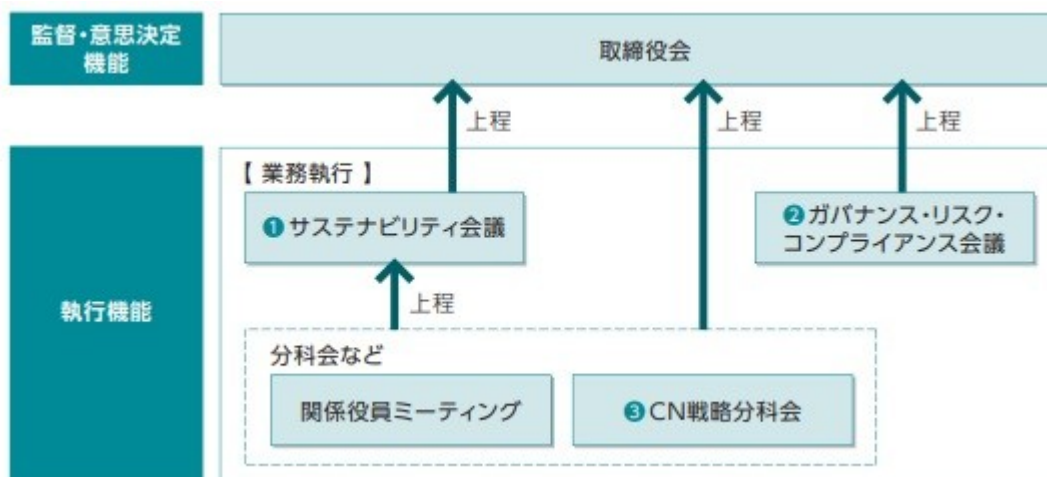 監督・意思決定
機能
取締役会
上程
上程
上程
執行機能
【 業務執行 】
❶サステナビリティ会議
❷ガバナンス・リスク・
コンプライアンス会議
上程
分科会など
関係役員ミーティング
❸CN戦略分科会